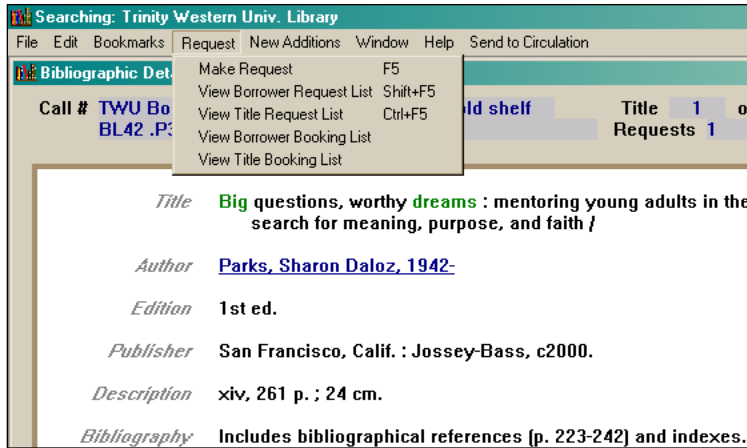 Searching: Trinity Western Univ. Library
File Edit Bookmarks Request New Additions Window Help Send to Circulation
Bibliographic Det
Make Request F5
View Borrower Request List Shift+F5
View Title Request List Ctrl+F5
View Borrower Booking List
View Title Booking List
Call # TWU Bo old shelf Title 1 o
BL42 .P3 Requests 1
Title Big questions, worthy dreams : mentoring young adults in the
search for meaning, purpose, and faith /
Author Parks, Sharon Daloz, 1942-
Edition 1st ed.
Publisher San Francisco, Calif. : Jossey-Bass, c2000.
Description xiv, 261 p. ; 24 cm.
Bibliography Includes bibliographical references (p. 223-242) and indexes.